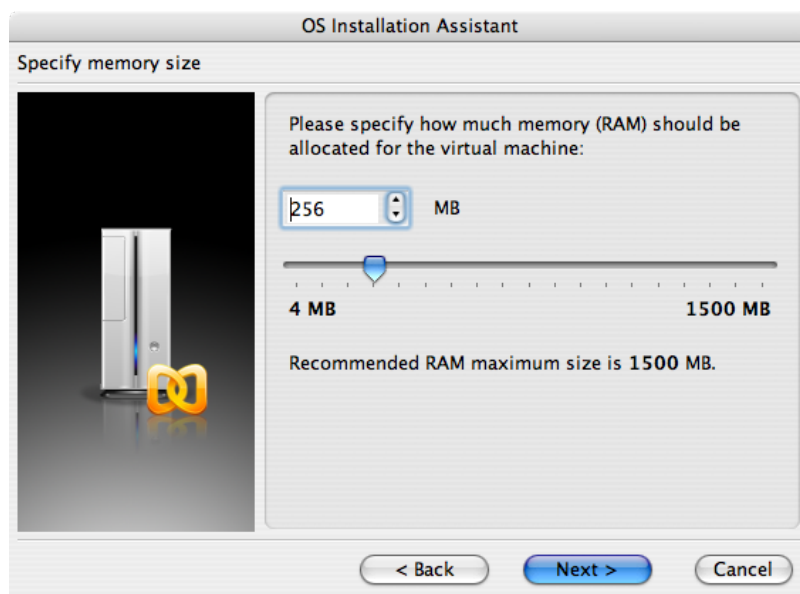 OS Installation Assistant
Specify memory size
Please specify how much memory (RAM) should be
allocated for the virtual machine:
256 MB
4 MB 1500 MB
Recommended RAM maximum size is 1500 MB.
< Back Next > Cancel